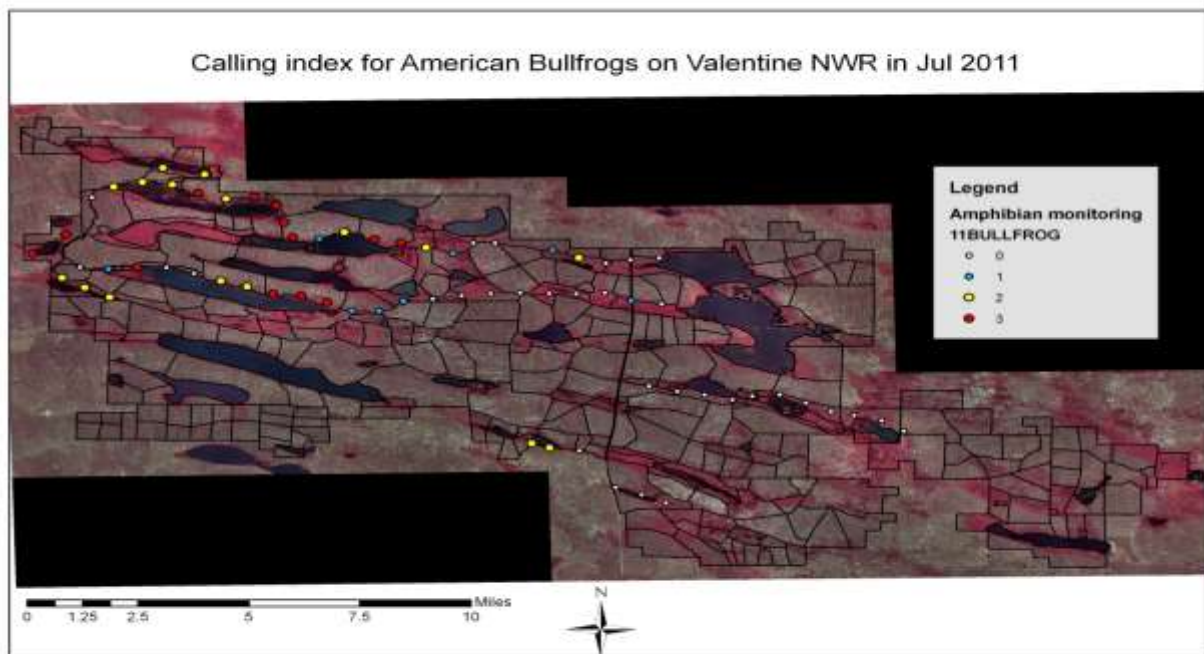 Calling index for American Bullfrogs on Valentine NWR in Jul 2011
Legend
Amphibian monitoring
11BULLFROG
0
1
2
3
Miles
0 1.25 2.5 5 7.5 10
N